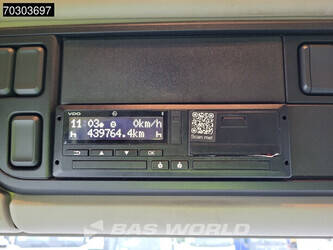 70303697
VDO
11:03 0km/h
439764.4km
OK
Scan me!
BAS WORLD